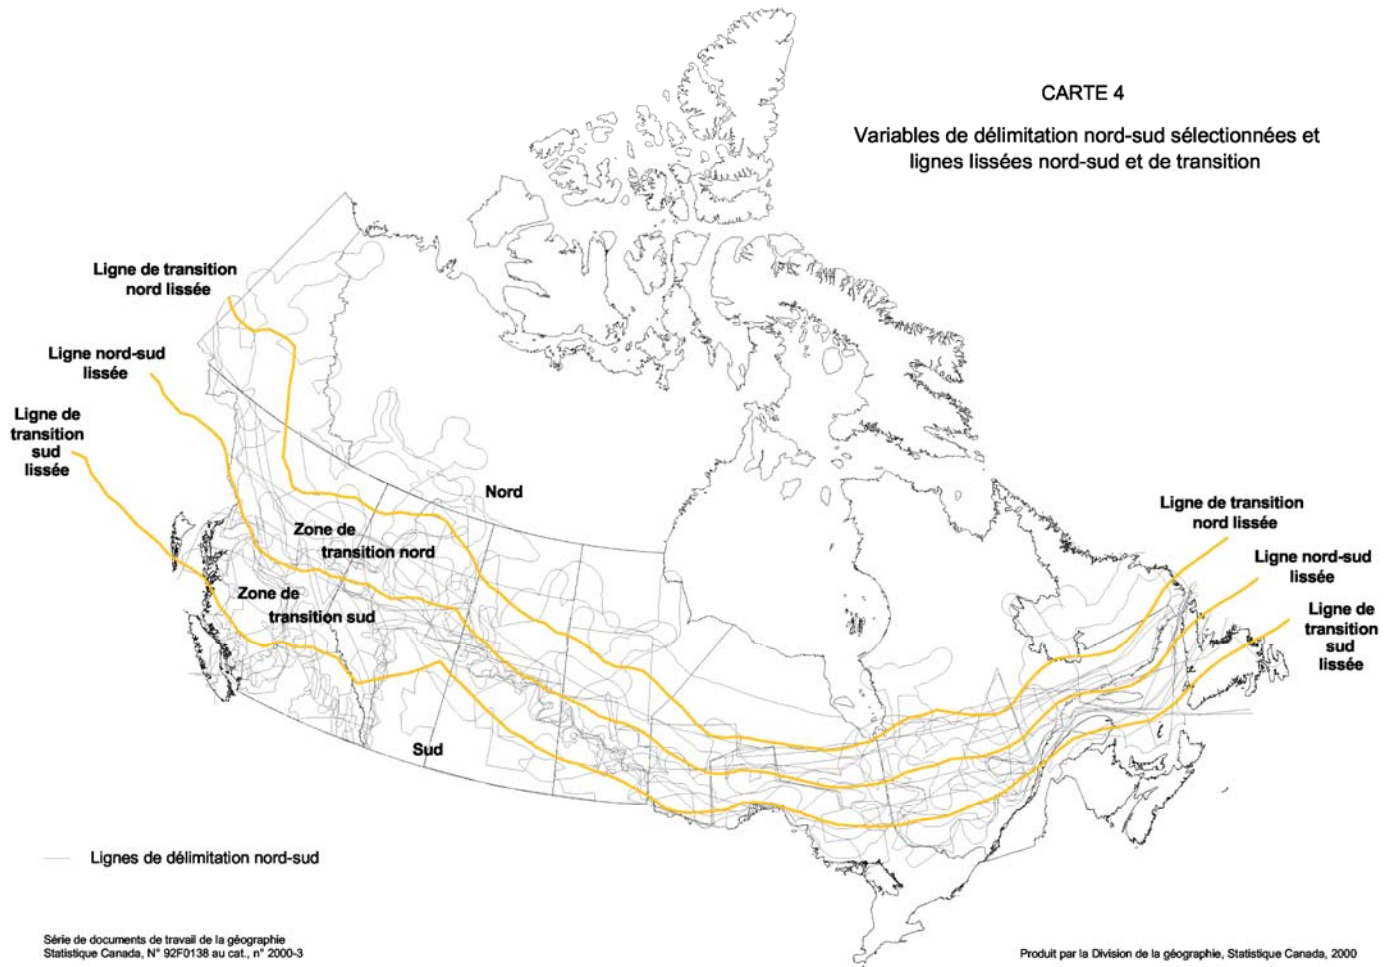 CARTE 4
Variables de délimitation nord-sud sélectionnées et
lignes lissées nord-sud et de transition
Ligne de transition
nord lissée
Ligne nord-sud
lissée
Ligne de
transition
sud
lissée
Nord
Zone de
transition nord
Zone de
transition sud
Sud
Ligne de transition
nord lissée
Ligne nord-sud
lissée
Ligne de
transition
sud
lissée
Lignes de délimitation nord-sud
Série de documents de travail de la géographie
Statistique Canada, N° 92F0138 au cat., n° 2000-3
Produit par la Division de la géographie, Statistique Canada, 2000